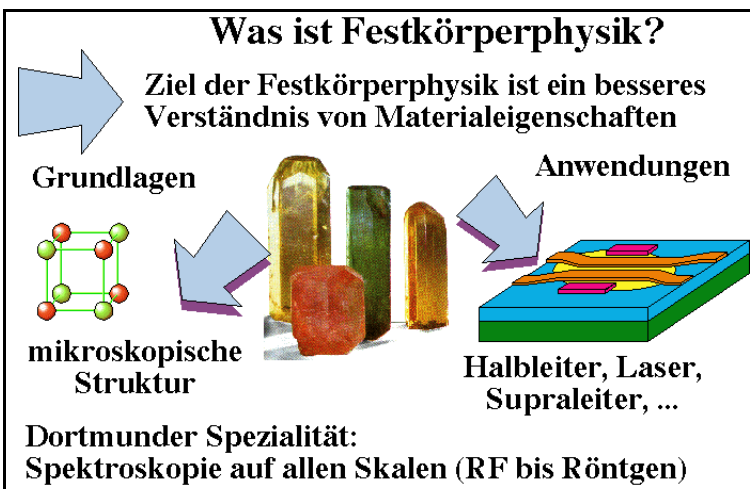 Was ist Festkörperphysik?
Ziel der Festkörperphysik ist ein besseres
Verständnis von Materialeigenschaften
Grundlagen
Anwendungen
mikroskopische
Struktur
Halbleiter, Laser,
Supraleiter, ...
Dortmunder Spezialität:
Spektroskopie auf allen Skalen (RF bis Röntgen)